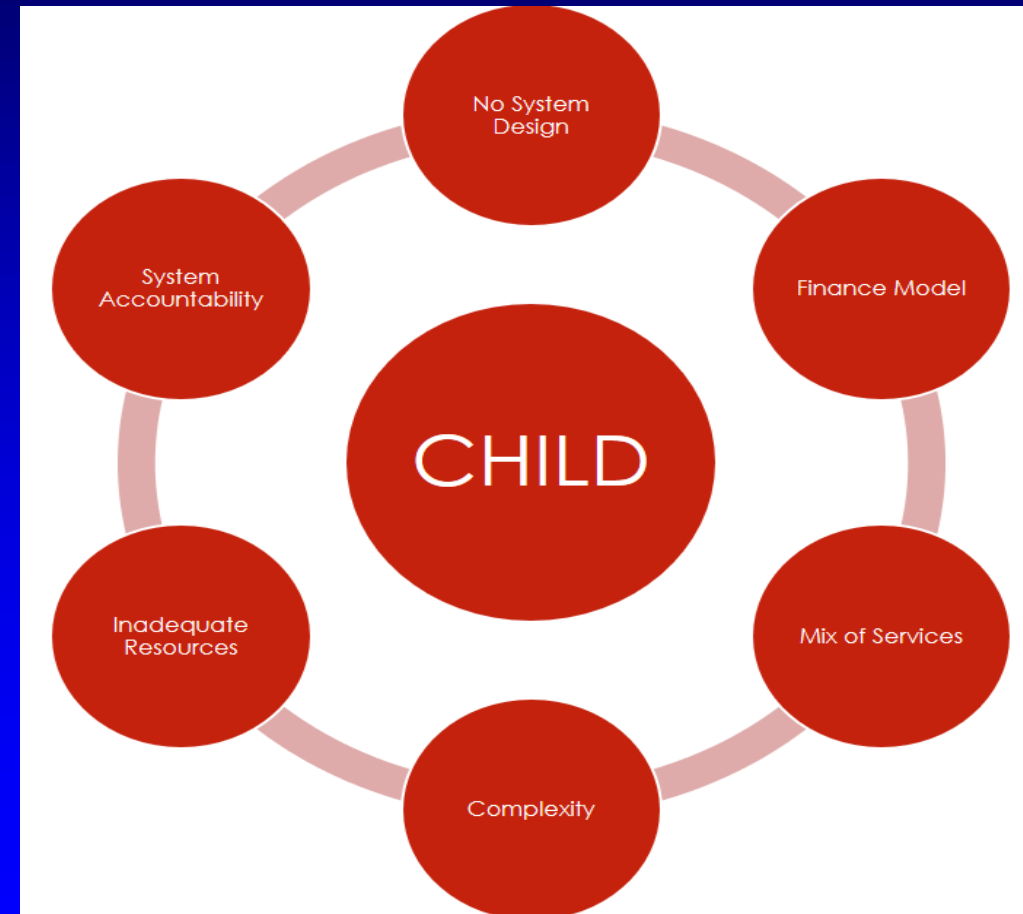 No System
Design
Finance Model
Mix of Services
Complexity
Inadequate
Resources
System
Accountability
CHILD